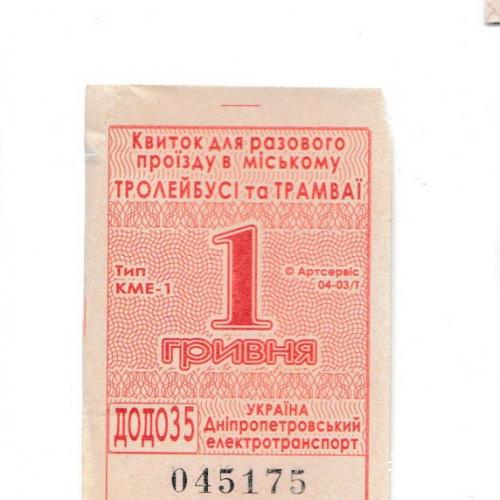 Квиток для разового
проїзду в міському
ТРОЛЕЙБУСІ та ТРАМВАЇ
1
Тип
КМЕ-1
© Артсервіс
04-03/Т
гривня
ДОДО35
УКРАЇНА
Дніпропетровський
електротранспорт
045175